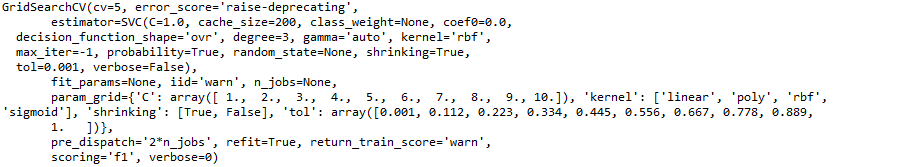 GridSearchCV(cv=5, error_score='raise-deprecating',
estimator=SVC(C=1.0, cache_size=200, class_weight=None, coef0=0.0,
decision_function_shape='ovr', degree=3, gamma='auto', kernel='rbf',
max_iter=-1, probability=True, random_state=None, shrinking=True,
tol=0.001, verbose=False),
fit_params=None, iid='warn', n_jobs=None,
param_grid={'C': array([ 1., 2., 3., 4., 5., 6., 7., 8., 9., 10.]), 'kernel': ['linear', 'poly', 'rbf',
'sigmoid'], 'shrinking': [True, False], 'tol': array([0.001, 0.112, 0.223, 0.334, 0.445, 0.556, 0.667, 0.778, 0.889,
1. ])},
pre_dispatch='2*n_jobs', refit=True, return_train_score='warn',
scoring='f1', verbose=0)